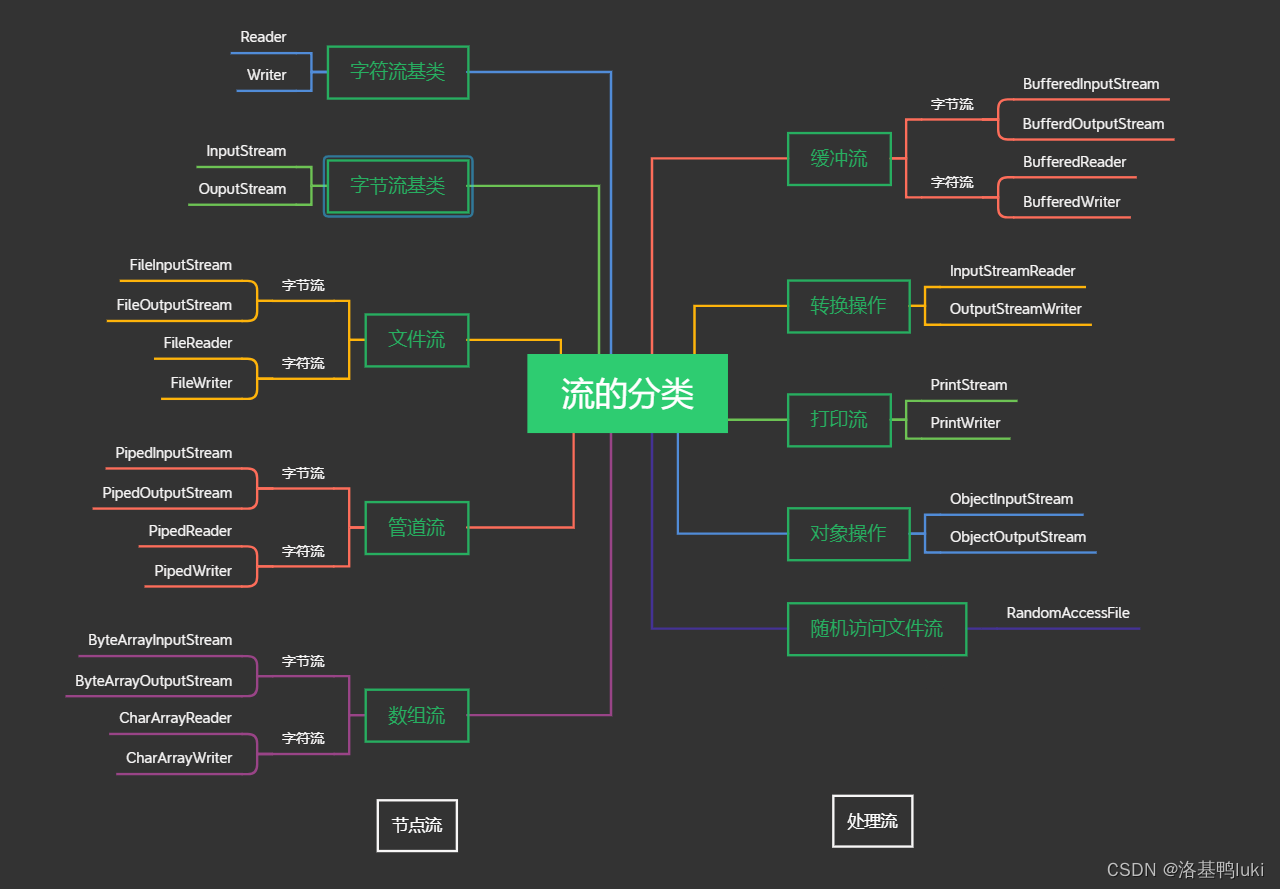 流的分类
字符流基类
Reader
Writer
字节流基类
InputStream
OuputStream
文件流
字节流
FileInputStream
FileOutputStream
字符流
FileReader
FileWriter
管道流
字节流
PipedInputStream
PipedOutputStream
字符流
PipedReader
PipedWriter
数组流
字节流
ByteArrayInputStream
ByteArrayOutputStream
字符流
CharArrayReader
CharArrayWriter
节点流
缓冲流
字节流
BufferedInputStream
BufferdOutputStream
字符流
BufferedReader
BufferedWriter
转换操作
InputStreamReader
OutputStreamWriter
打印流
PrintStream
PrintWriter
对象操作
ObjectInputStream
ObjectOutputStream
随机访问文件流
RandomAccessFile
处理流
CSDN @洛基鸭luki